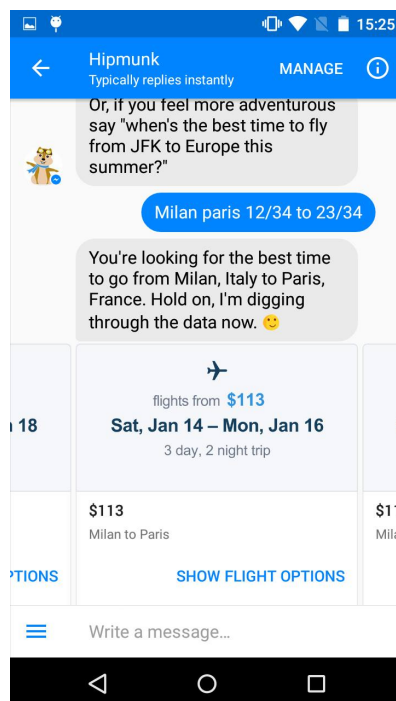 15:25
Hipmunk
Typically replies instantly
MANAGE
Or, if you feel more adventurous
say "when's the best time to fly
from JFK to Europe this
summer?"
Milan paris 12/34 to 23/34
You're looking for the best time
to go from Milan, Italy to Paris,
France. Hold on, I'm digging
through the data now. 🙂
flights from $113
18
Sat, Jan 14 – Mon, Jan 16
3 day, 2 night trip
$113
Milan to Paris
SHOW FLIGHT OPTIONS
Write a message...